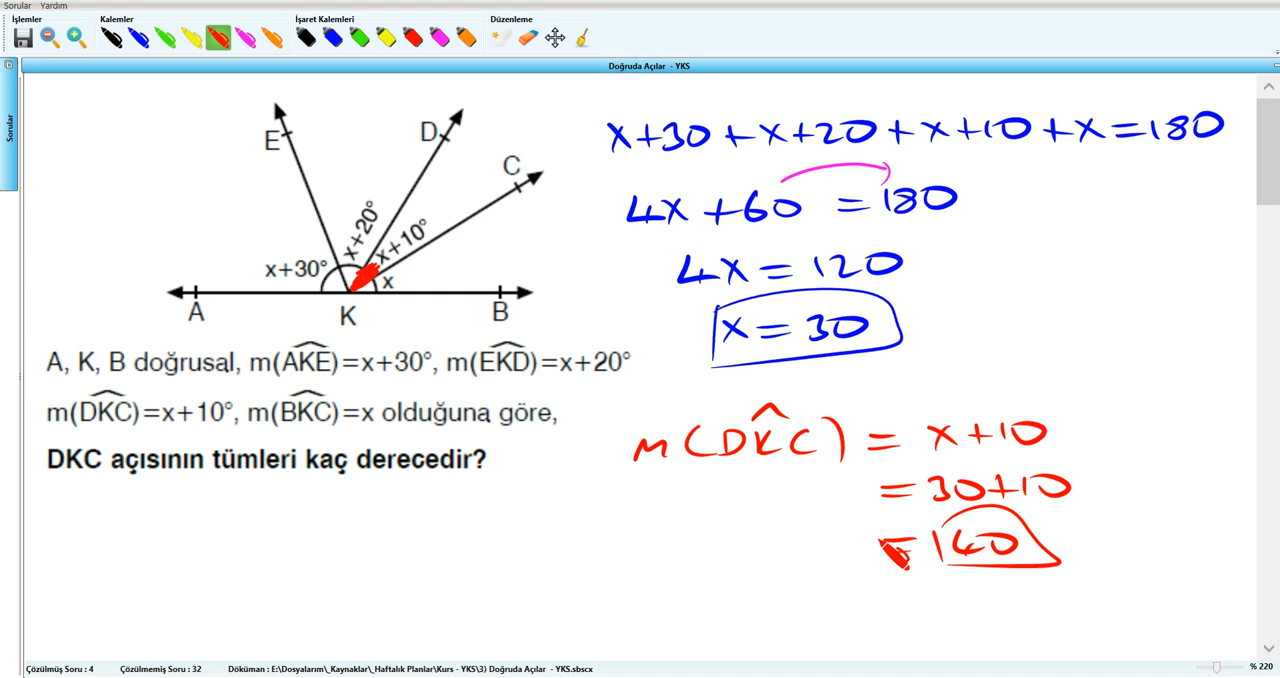 Sorular Yardım
İşlemler Kalemler İşaret Kalemleri Düzenleme
Doğruda Açılar - YKS
Sorular
E
D
C
x+20°
x+10°
x+30°
x
A
K
B
A, K, B doğrusal, m(AKE)=x+30°, m(EKD)=x+20°
m(DKC)=x+10°, m(BKC)=x olduğuna göre,
DKC açısının tümleri kaç derecedir?
x+30+x+20+x+10+x=180
4x+60=180
4x=120
x=30
m(DKC)=x+10
=30+10
=40
Çözülmüş Soru : 4 Çözülmemiş Soru : 32 Döküman : E:\Dosyalarım\_Kaynaklar\_Haftalık Planlar\Kurs - YKS\3) Doğruda Açılar - YKS.sbscx % 220